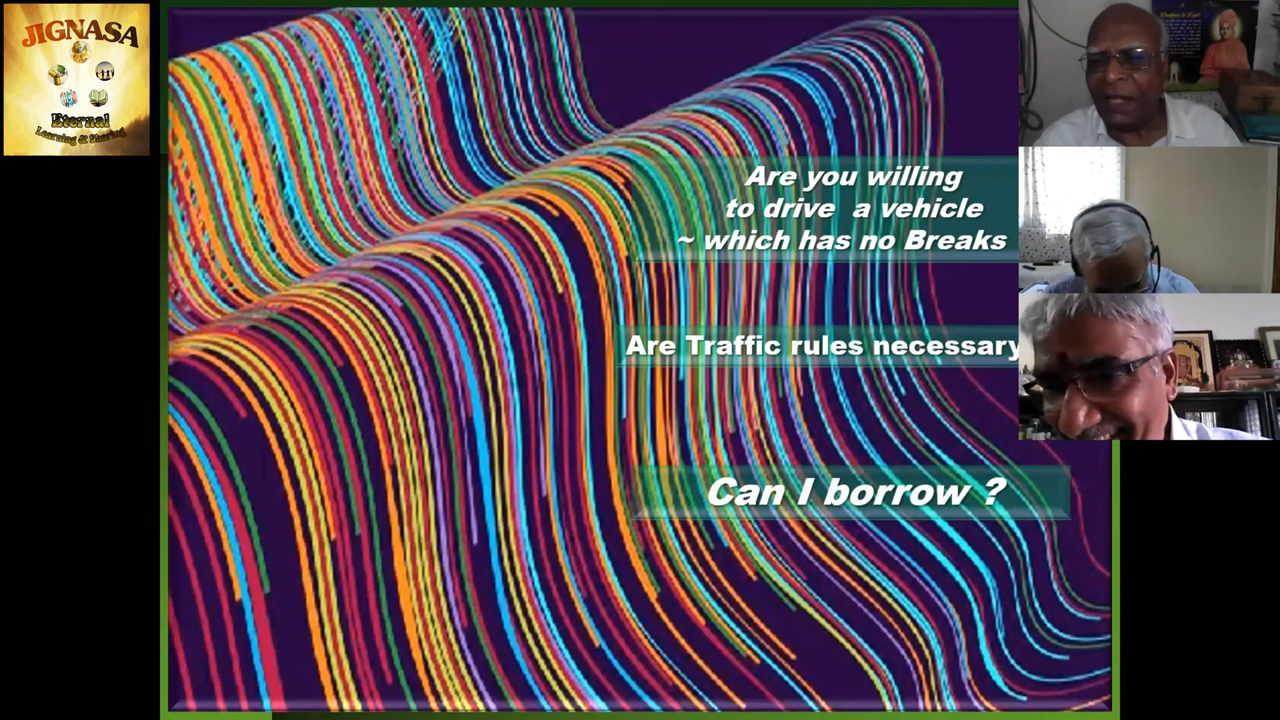 JIGNASA
Eternal
Learning & Sharing
Are you willing
to drive a vehicle
~ which has no Breaks
Are Traffic rules necessary
Can I borrow ?